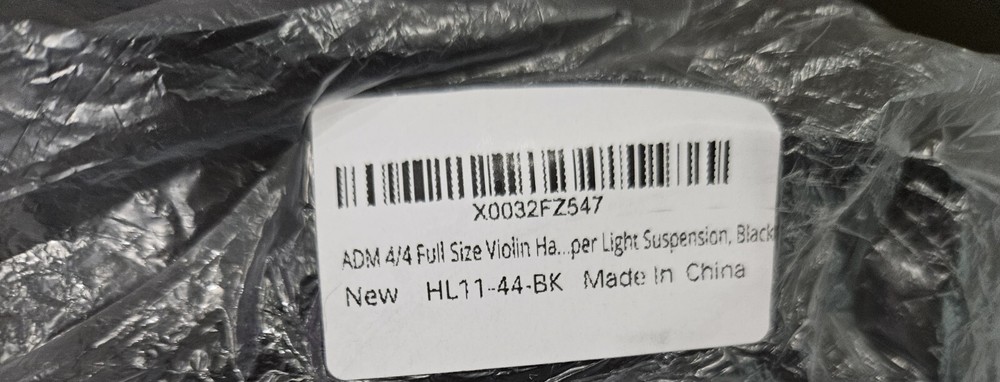 X0032FZ547
ADM 4/4 Full Size Violin Ha...per Light Suspension, Black
New HL11-44-BK Made In China